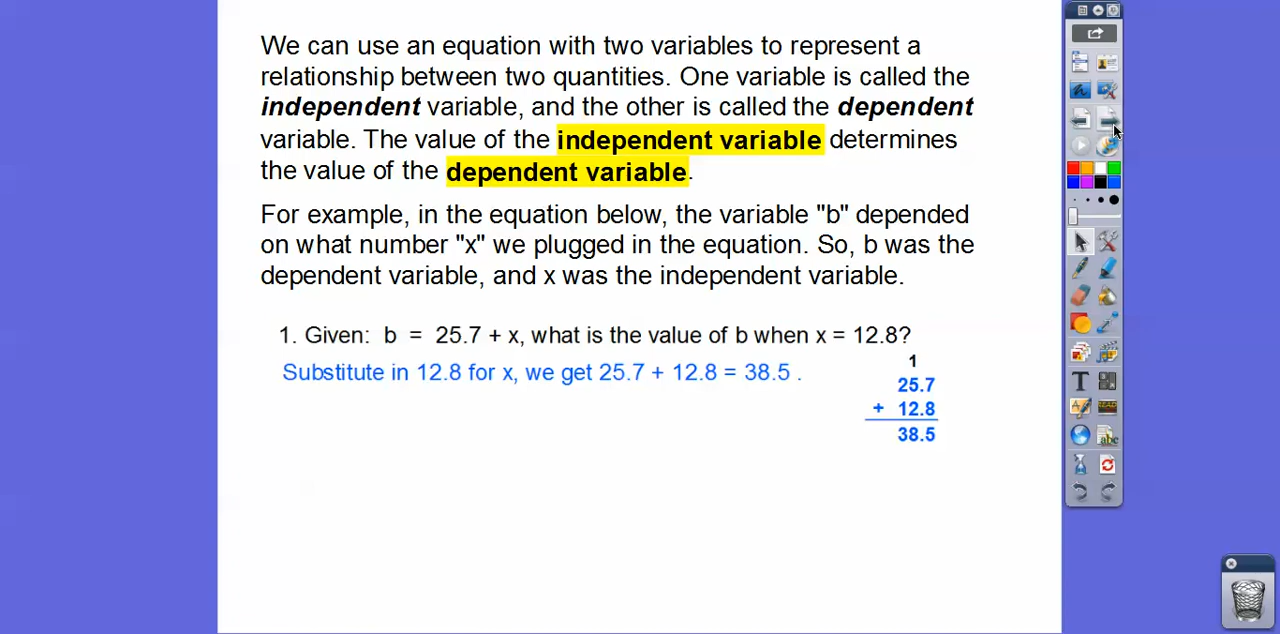 We can use an equation with two variables to represent a
relationship between two quantities. One variable is called the
independent variable, and the other is called the dependent
variable. The value of the independent variable determines
the value of the dependent variable.
For example, in the equation below, the variable "b" depended
on what number "x" we plugged in the equation. So, b was the
dependent variable, and x was the independent variable.
1. Given: b = 25.7 + x, what is the value of b when x = 12.8?
Substitute in 12.8 for x, we get 25.7 + 12.8 = 38.5 .
1
25.7
+ 12.8
38.5